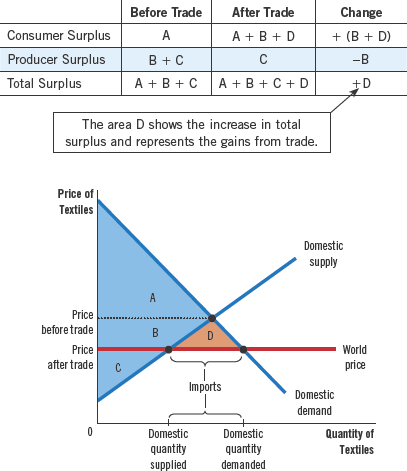 Before Trade After Trade Change
Consumer Surplus A A + B + D + (B + D)
Producer Surplus B + C C –B
Total Surplus A + B + C A + B + C + D +D
The area D shows the increase in total
surplus and represents the gains from trade.
Price of
Textiles
Domestic
supply
A
Price
before trade
B
D
Price
after trade
World
price
C
Imports
Domestic
demand
0
Domestic
quantity
supplied
Domestic
quantity
demanded
Quantity of
Textiles